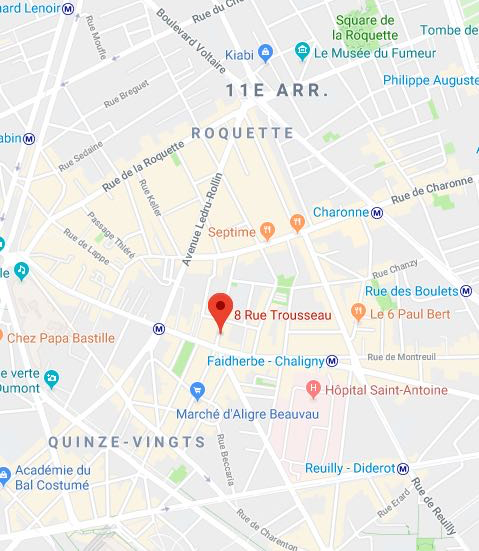 nard Lenoir
Rue du Ch
Square de
la Roquette
Boulevard Voltaire
Tombe de
Rue Moufle
Kiabi
Le Musée du Fumeur
Philippe Auguste
Rue Breguet
11E ARR.
ROQUETTE
abin
Rue Sedaine
Rue de la Roquette
Rue Keller
Avenue Ledru-Rollin
Rue de Charonne
Charonne
Passage Thiéré
Septime
Rue de Lappe
Rue Chanzy
le
Rue des Boulets
8 Rue Trousseau
Le 6 Paul Bert
Chez Papa Bastille
Faidherbe - Chaligny
Rue de Montreuil
e verte
Dumont
Hôpital Saint-Antoine
Marché d'Aligre Beauvau
QUINZE-VINGTS
Rue Beccaria
Reuilly - Diderot
Académie du
Bal Costumé
Rue Erard
Rue de Reuilly
Rue de Charenton